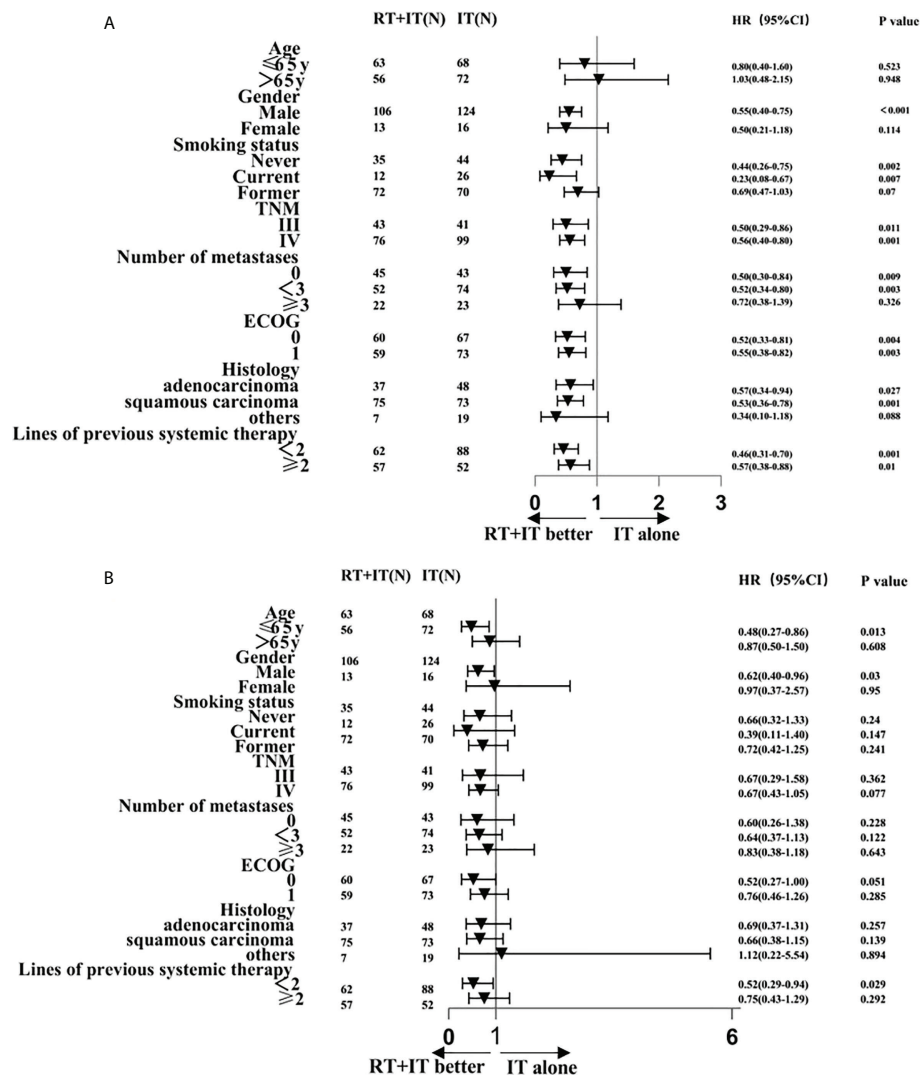 A
RT+IT(N) IT(N) HR (95%CI) P value
Age
≤65y 63 68 0.80(0.40-1.60) 0.523
>65y 56 72 1.03(0.48-2.15) 0.948
Gender
Male 106 124 0.55(0.40-0.75) <0.001
Female 13 16 0.50(0.21-1.18) 0.114
Smoking status
Never 35 44 0.44(0.26-0.75) 0.002
Current 12 26 0.23(0.08-0.67) 0.007
Former 72 70 0.69(0.47-1.03) 0.07
TNM
III 43 41 0.50(0.29-0.86) 0.011
IV 76 99 0.56(0.40-0.80) 0.001
Number of metastases
0 45 43 0.50(0.30-0.84) 0.009
<3 52 74 0.52(0.34-0.80) 0.003
≥3 22 23 0.72(0.38-1.39) 0.326
ECOG
0 60 67 0.52(0.33-0.81) 0.004
1 59 73 0.55(0.38-0.82) 0.003
Histology
adenocarcinoma 37 48 0.57(0.34-0.94) 0.027
squamous carcinoma 75 73 0.53(0.36-0.78) 0.001
others 7 19 0.34(0.10-1.18) 0.088
Lines of previous systemic therapy
<2 62 88 0.46(0.31-0.70) 0.001
≥2 57 52 0.57(0.38-0.88) 0.01
0 1 2 3
RT+IT better IT alone
B
RT+IT(N) IT(N) HR (95%CI) P value
Age 63 68
≤65y 56 72 0.48(0.27-0.86) 0.013
>65y 0.87(0.50-1.50) 0.608
Gender 106 124
Male 13 16 0.62(0.40-0.96) 0.03
Female 0.97(0.37-2.57) 0.95
Smoking status 35 44
Never 12 26 0.66(0.32-1.33) 0.24
Current 72 70 0.39(0.11-1.40) 0.147
Former 0.72(0.42-1.25) 0.241
TNM 43 41
III 76 99 0.67(0.29-1.58) 0.362
IV 0.67(0.43-1.05) 0.077
Number of metastases
0 45 43 0.60(0.26-1.38) 0.228
<3 52 74 0.64(0.37-1.13) 0.122
≥3 22 23 0.83(0.38-1.18) 0.643
ECOG
0 60 67 0.52(0.27-1.00) 0.051
1 59 73 0.76(0.46-1.26) 0.285
Histology
adenocarcinoma 37 48 0.69(0.37-1.31) 0.257
squamous carcinoma 75 73 0.66(0.38-1.15) 0.139
others 7 19 1.12(0.22-5.54) 0.894
Lines of previous systemic therapy
<2 62 88 0.52(0.29-0.94) 0.029
≥2 57 52 0.75(0.43-1.29) 0.292
0 1 6
RT+IT better IT alone